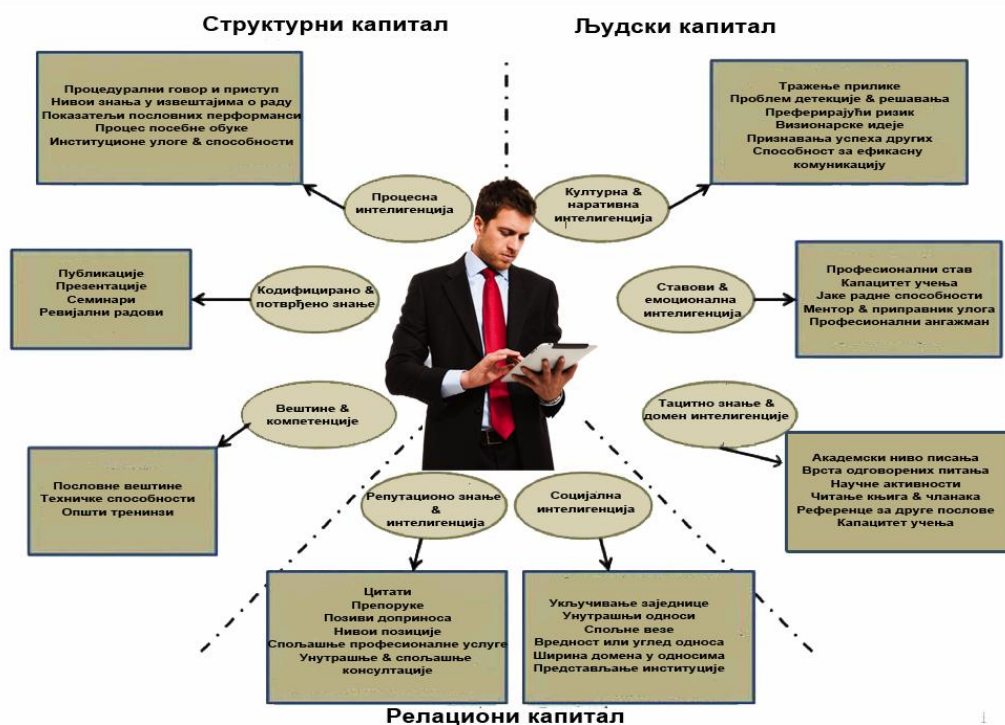 Структурни капитал
Људски капитал
Процедурални говор и приступ
Нивои знања у извештајима о раду
Показатељи пословних перформанси
Процес посебне обуке
Институционе улоге & способности
Тражење прилике
Проблем детекције & решавања
Преферирајући ризик
Визионарске идеје
Признавања успеха других
Способност за ефикасну
комуникацију
Процесна
интелигенција
Културна &
наративна
интелигенција
Публикације
Презентације
Семинари
Ревијални радови
Кодифицирано &
потврђено знање
Ставови &
емоционална
интелигенција
Професионални став
Капацитет учења
Јаке радне способности
Ментор & приправник улога
Професионални ангажман
Вештине &
компетенције
Тацитно знање &
домен интелигенције
Пословне вештине
Техничке способности
Општи тренинзи
Академски ниво писања
Врста одговорених питања
Научне активности
Читање књига & чланака
Референце за друге послове
Капацитет учења
Репутационо знање
&
интелигенција
Социјална
интелигенција
Цитати
Препоруке
Позиви доприноса
Нивои позиције
Спољашње професионалне услуге
Унутрашње & спољашње
консултације
Укључивање заједнице
Унутрашњи односи
Спољне везе
Вредност или углед односа
Ширина домена у односима
Представљање институције
Релациони капитал